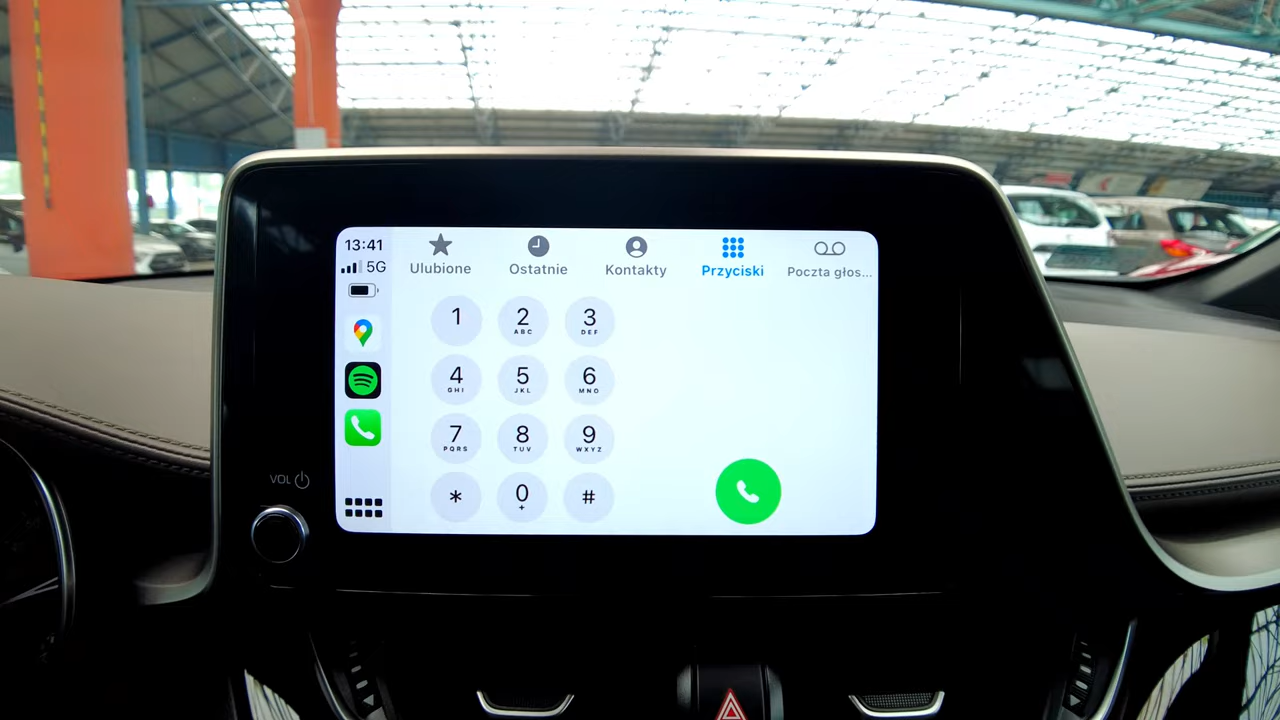 13:41
5G
Ulubione
Ostatnie
Kontakty
Przyciski
Poczta głos...
1
2
ABC
3
DEF
4
GHI
5
JKL
6
MNO
7
PQRS
8
TUV
9
WXYZ
*
0
+
#
VOL